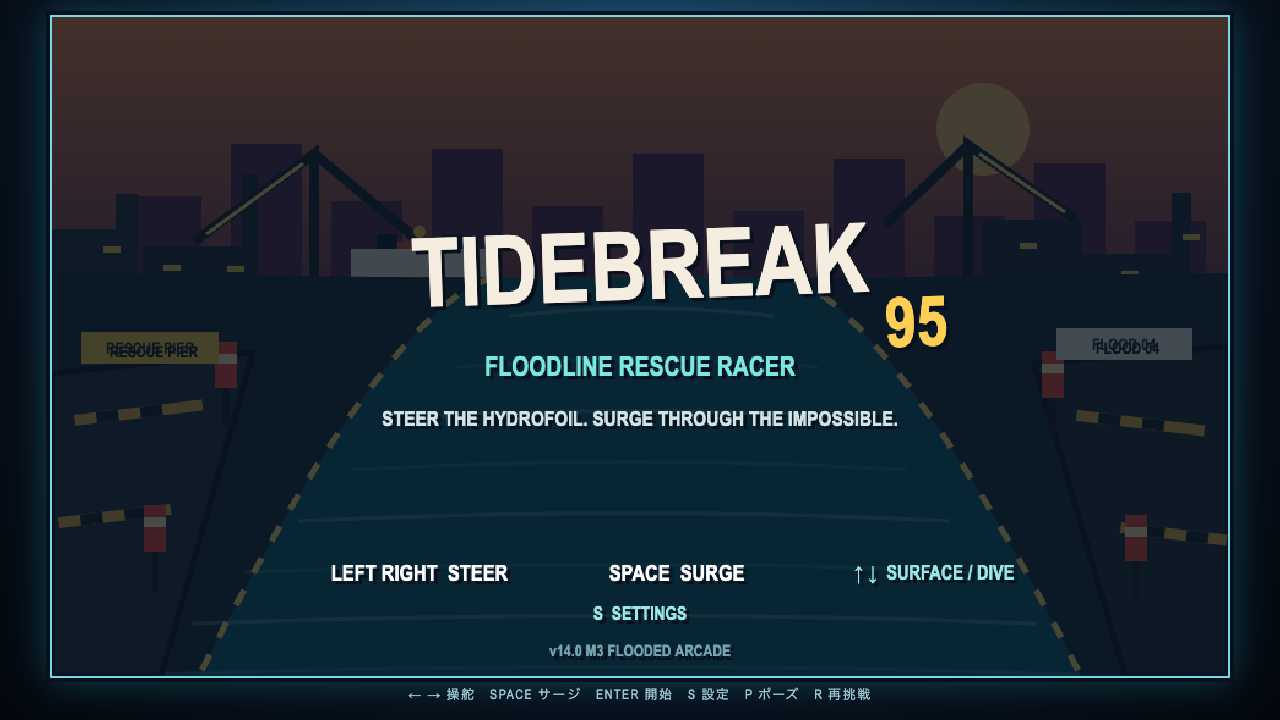 TIDEBREAK
95
RESCUE PIER
FLOOD 04
FLOODLINE RESCUE RACER
STEER THE HYDROFOIL. SURGE THROUGH THE IMPOSSIBLE.
LEFT RIGHT STEER SPACE SURGE ↑↓ SURFACE / DIVE
S SETTINGS
v14.0 M3 FLOODED ARCADE
← → 操舵 SPACE サージ ENTER 開始 S 設定 P ポーズ R 再挑戦